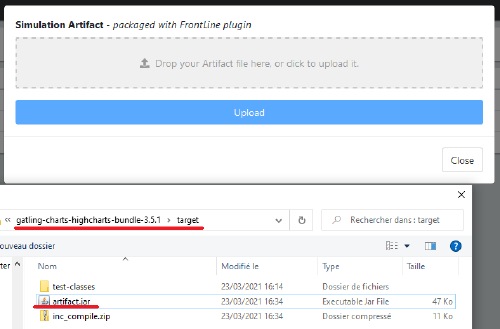 Simulation Artifact - packaged with FrontLine plugin
Drop your Artifact file here, or click to upload it.
Upload
Close
« gatling-charts-highcharts-bundle-3.5.1 › target
Rechercher dans : target
ouveau dossier
Nom
Modifié le
Type
Taille
test-classes 23/03/2021 16:14 Dossier de fichiers
artifact.jar 23/03/2021 16:34 Executable Jar File 47 Ko
inc_compile.zip 23/03/2021 16:34 Dossier compressé 11 Ko